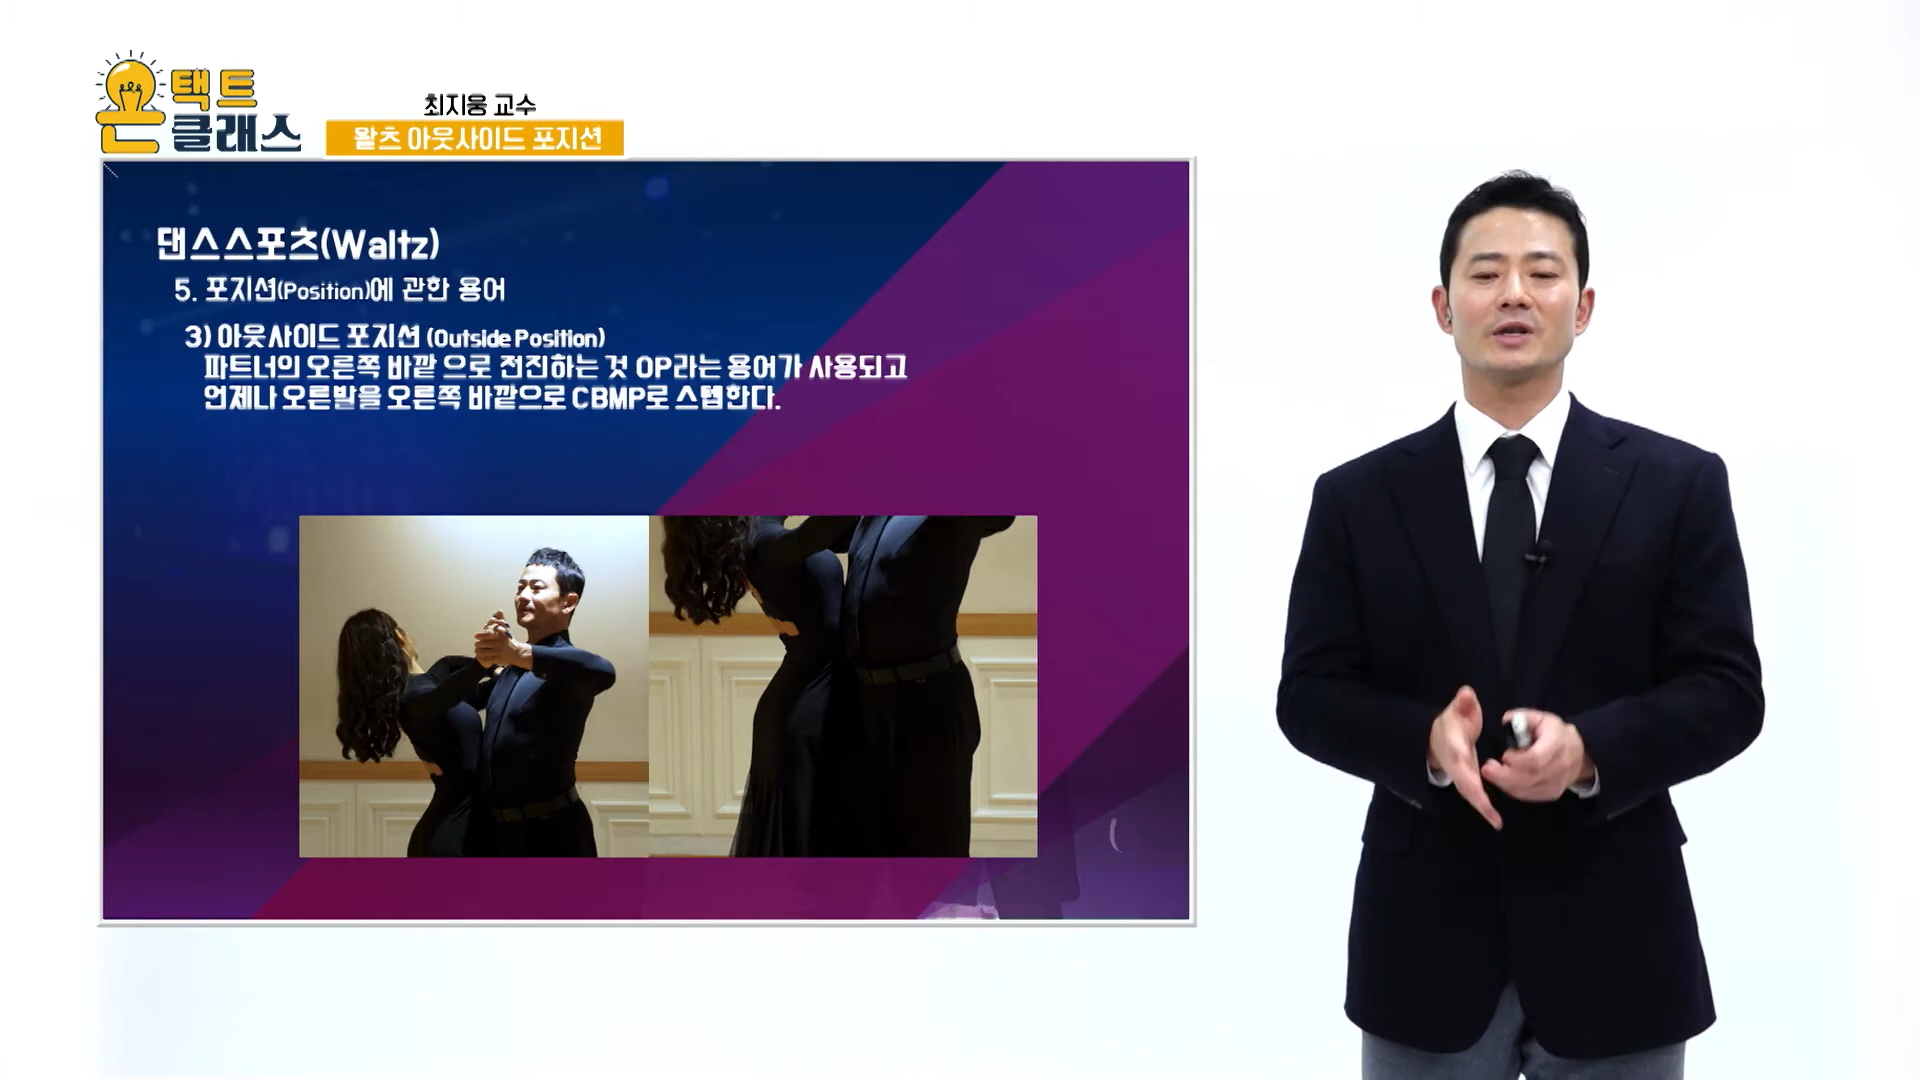 온택트
클래스
최지웅 교수
왈츠 아웃사이드 포지션
댄스스포츠(Waltz)
5. 포지션(Position)에 관한 용어
3) 아웃사이드 포지션 (Outside Position)
파트너의 오른쪽 바깥 으로 전진하는 것 OP라는 용어가 사용되고
언제나 오른발을 오른쪽 바깥으로 CBMP로 스텝한다.